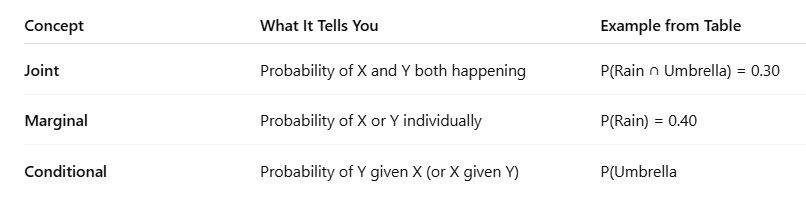 Concept What It Tells You Example from Table
Joint Probability of X and Y both happening P(Rain ∩ Umbrella) = 0.30
Marginal Probability of X or Y individually P(Rain) = 0.40
Conditional Probability of Y given X (or X given Y) P(Umbrella